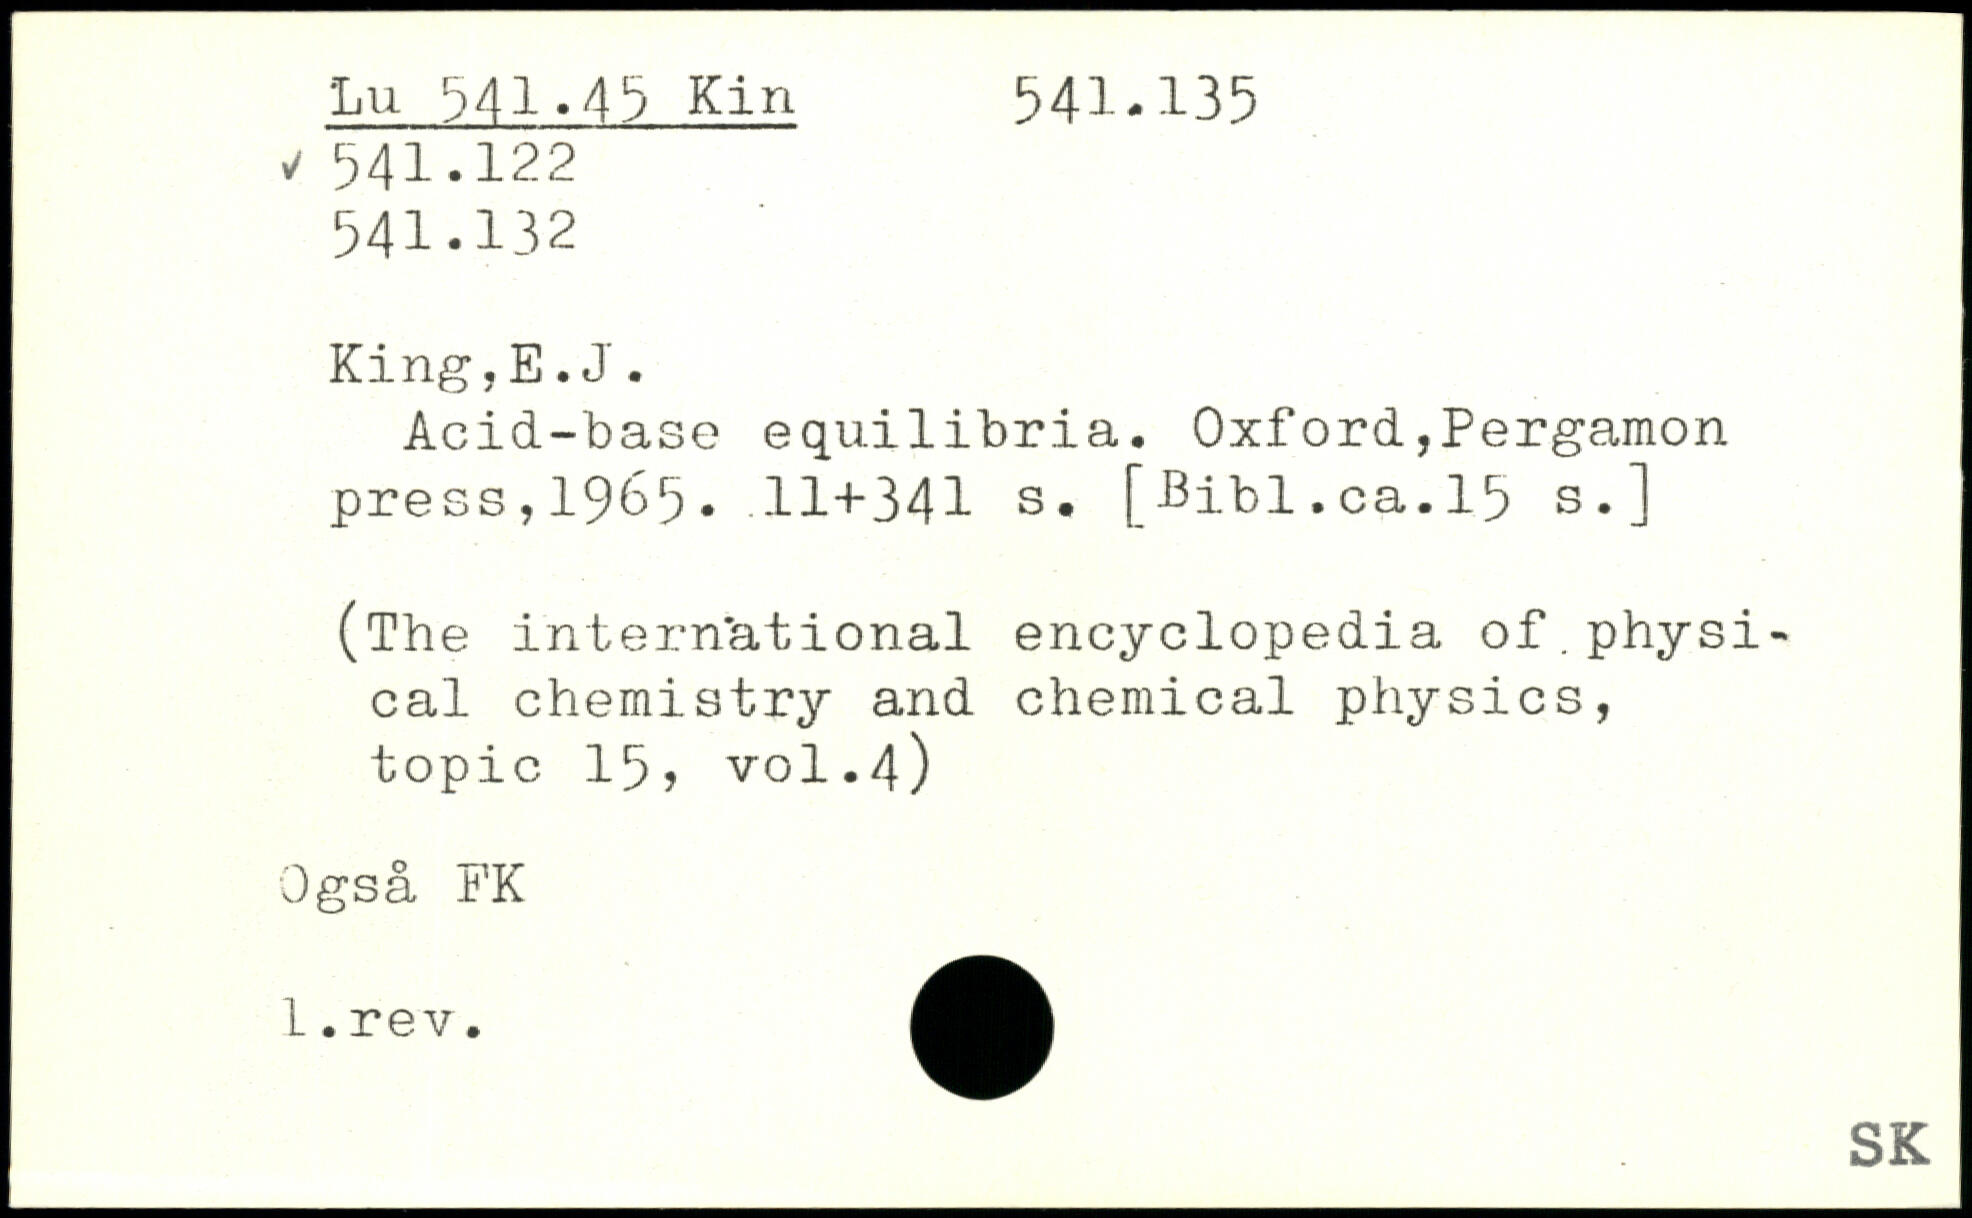 Lu 541.45 Kin 541.135
✓ 541.122
541.132
King,E.J.
Acid-base equilibria. Oxford,Pergamon
press,1965. 11+341 s. [Bibl.ca.15 s.]
(The international encyclopedia of physi-
cal chemistry and chemical physics,
topic 15, vol.4)
Også FK
1.rev.
SK